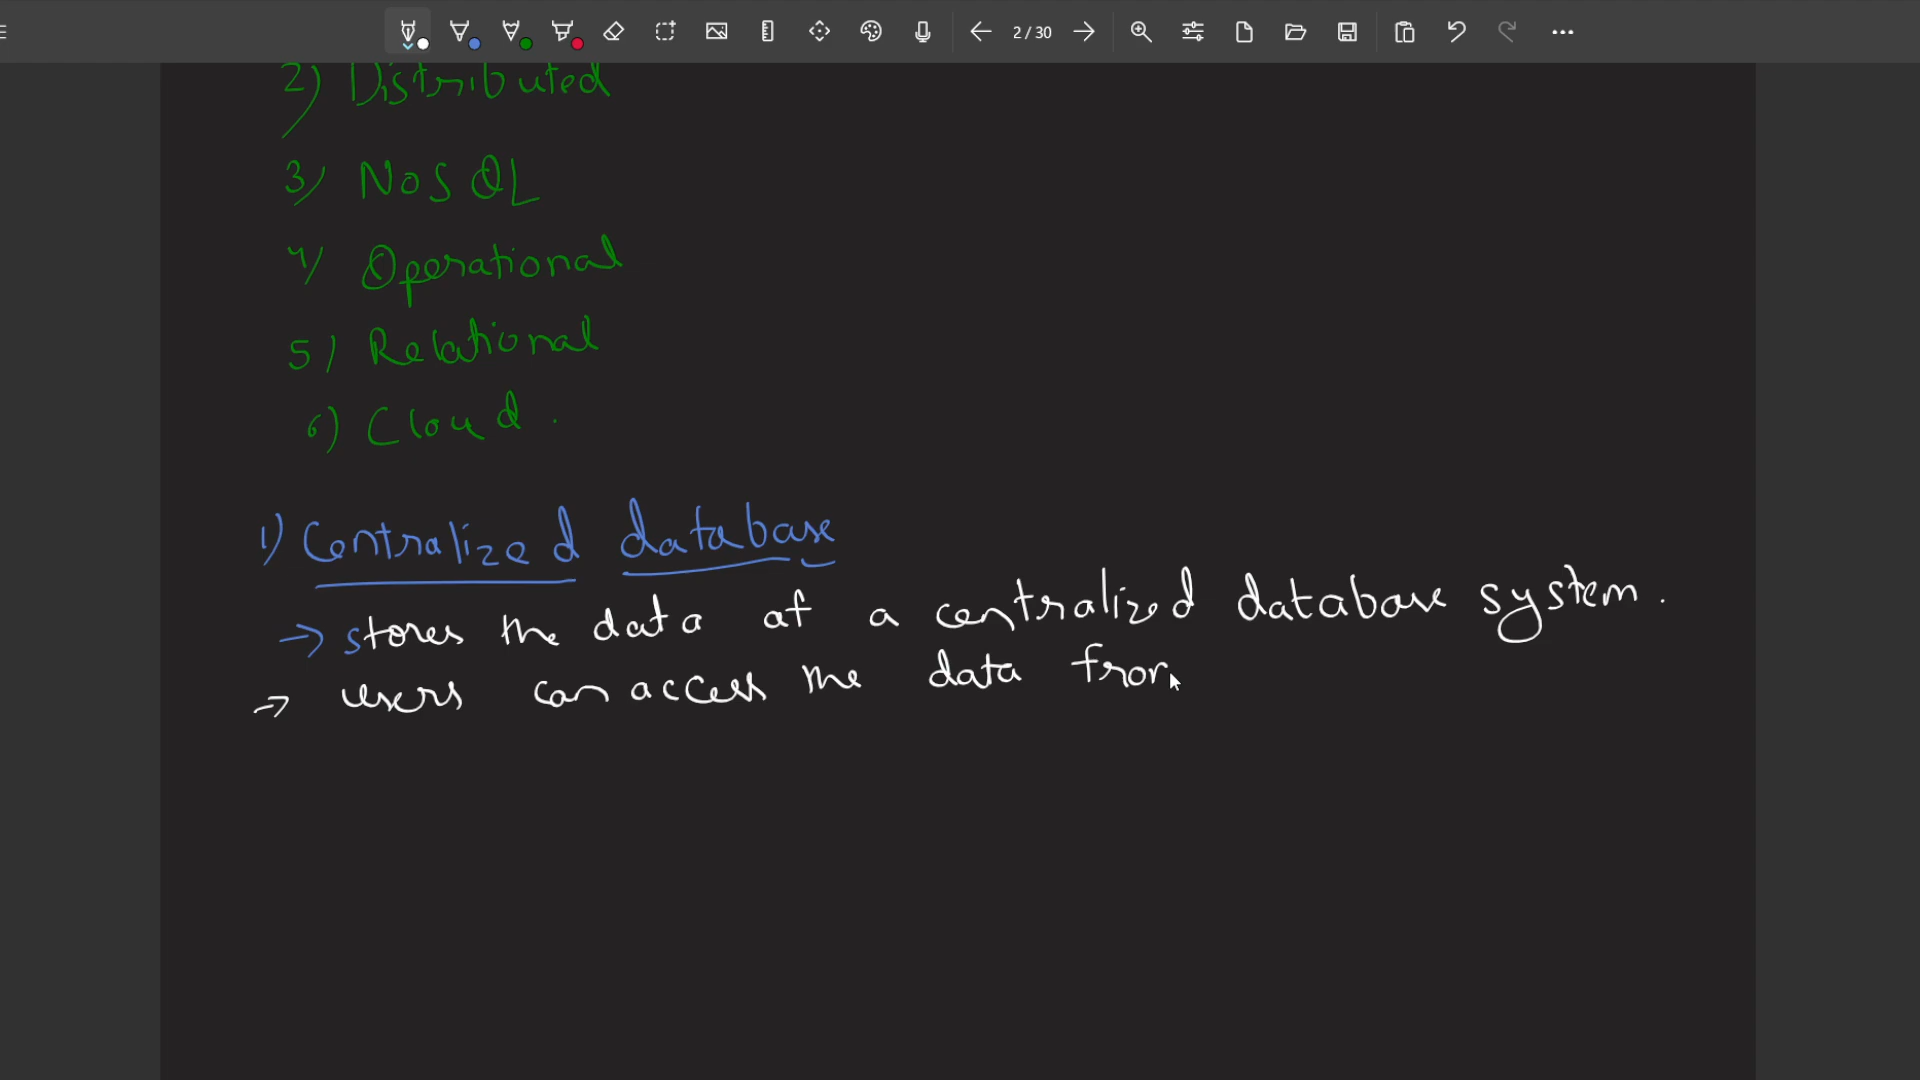 2/30
2) Distributed
3) NoSQL
4) Operational
5) Relational
6) Cloud.
1) Centralized database
→ stores the data at a centralized database system.
→ users can access the data from